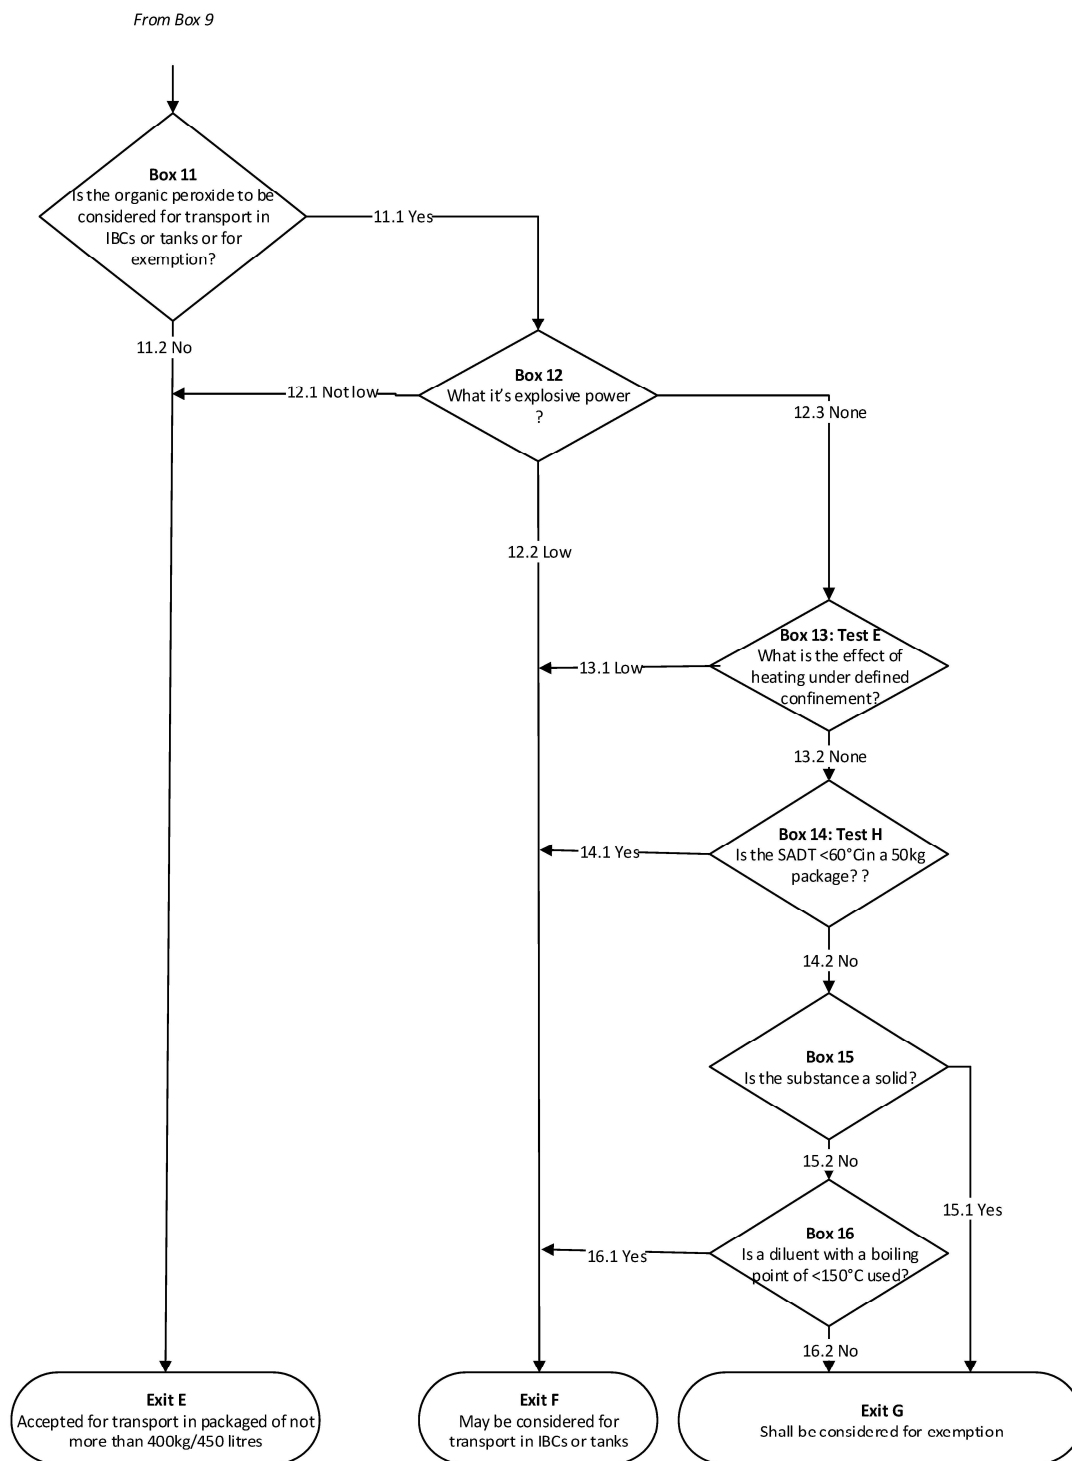 From Box 9
Box 11
Is the organic peroxide to be
considered for transport in
IBCs or tanks or for
exemption?
11.1 Yes
11.2 No
Box 12
What it's explosive power
?
12.1 Not low
12.3 None
12.2 Low
Box 13: Test E
What is the effect of
heating under defined
confinement?
13.1 Low
13.2 None
Box 14: Test H
Is the SADT <60°Cin a 50kg
package? ?
14.1 Yes
14.2 No
Box 15
Is the substance a solid?
15.2 No
15.1 Yes
Box 16
Is a diluent with a boiling
point of <150°C used?
16.1 Yes
16.2 No
Exit E
Accepted for transport in packaged of not
more than 400kg/450 litres
Exit F
May be considered for
transport in IBCs or tanks
Exit G
Shall be considered for exemption